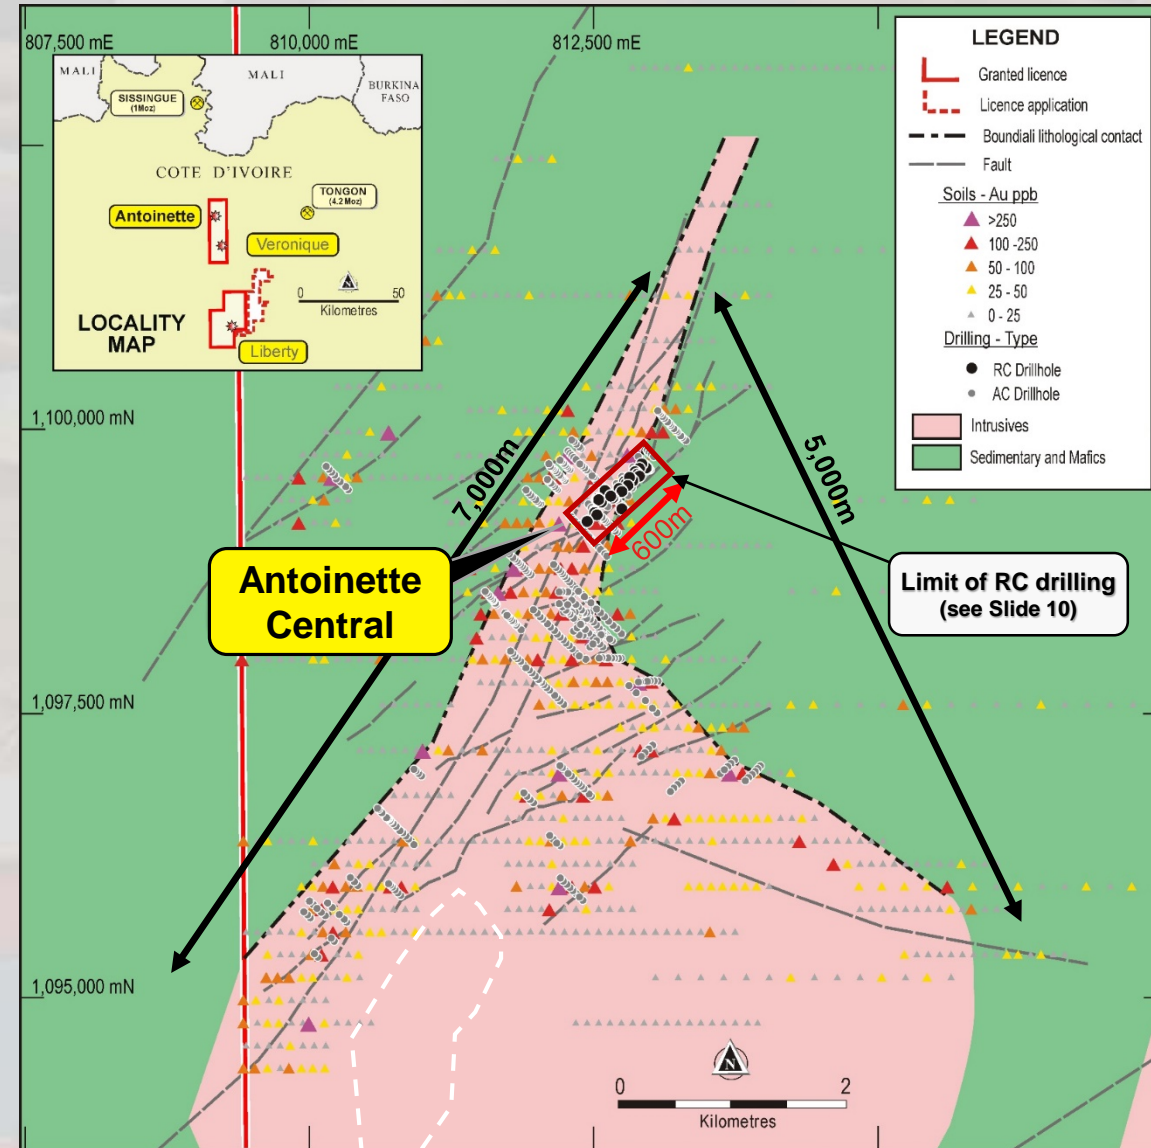 807,500 mE
810,000 mE
812,500 mE
MALI
MALI
BURKINA
FASO
SISSINGUE
(1Moz)
COTE D'IVOIRE
TONGON
(4.2 Moz)
Antoinette
Veronique
N
0
50
Kilometres
LOCALITY
MAP
Liberty
LEGEND
Granted licence
Licence application
Boundiali lithological contact
Fault
Soils - Au ppb
>250
100 -250
50 - 100
25 - 50
0 - 25
Drilling - Type
RC Drillhole
AC Drillhole
Intrusives
Sedimentary and Mafics
1,100,000 mN
7,000m
5,000m
600m
Antoinette
Central
Limit of RC drilling
(see Slide 10)
1,097,500 mN
1,095,000 mN
N
0
2
Kilometres